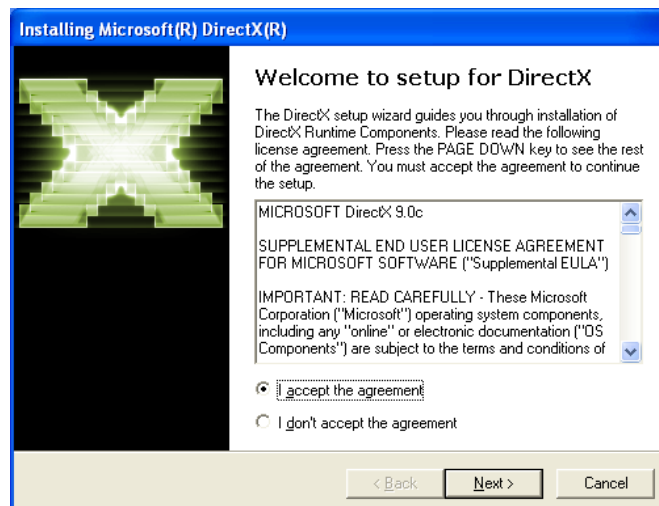 Installing Microsoft(R) DirectX(R)
Welcome to setup for DirectX
The DirectX setup wizard guides you through installation of
DirectX Runtime Components. Please read the following
license agreement. Press the PAGE DOWN key to see the rest
of the agreement. You must accept the agreement to continue
the setup.
MICROSOFT DirectX 9.0c
SUPPLEMENTAL END USER LICENSE AGREEMENT
FOR MICROSOFT SOFTWARE ("Supplemental EULA")
IMPORTANT: READ CAREFULLY - These Microsoft
Corporation ("Microsoft") operating system components,
including any "online" or electronic documentation ("OS
Components") are subject to the terms and conditions of
I accept the agreement
I don't accept the agreement
< Back
Next >
Cancel